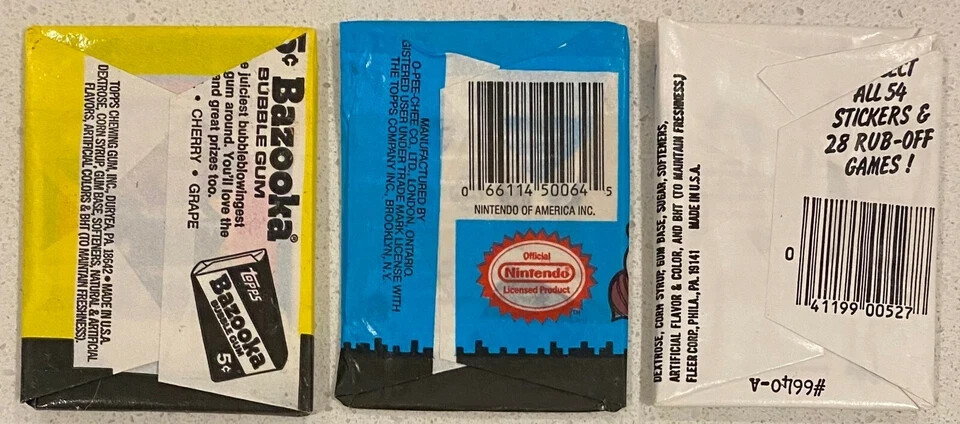 5¢ Bazooka®
BUBBLE GUM
juiciest bubbleblowingest
gum around. You'll love the
and great prizes too.
• CHERRY • GRAPE
TOPPS CHEWING GUM, INC., DURYEA, PA. 18642 • MADE IN U.S.A.
DEXTROSE, CORN SYRUP, GUM BASE, SOFTENERS, NATURAL & ARTIFICIAL
FLAVORS, ARTIFICIAL COLORS & BHT (TO MAINTAIN FRESHNESS).
TOPPS
Bazooka
BUBBLE GUM
5¢
MANUFACTURED BY
O-PEE-CHEE CO., LTD., LONDON, ONTARIO.
GISTERED USER UNDER TRADE MARK LICENSE WITH
THE TOPPS COMPANY INC., BROOKLYN, N.Y.
0 66114 50064 5
NINTENDO OF AMERICA INC.
Official
Nintendo
Licensed Product
TM
ECT
ALL 54
STICKERS &
28 RUB-OFF
GAMES!
DEXTROSE, CORN SYRUP, GUM BASE, SUGAR, SOFTENERS,
ARTIFICIAL FLAVOR & COLOR, AND BHT (TO MAINTAIN FRESHNESS)
FLEER CORP., PHILA., PA. 19141 MADE IN U.S.A.
0
41199 00527
#6640-A